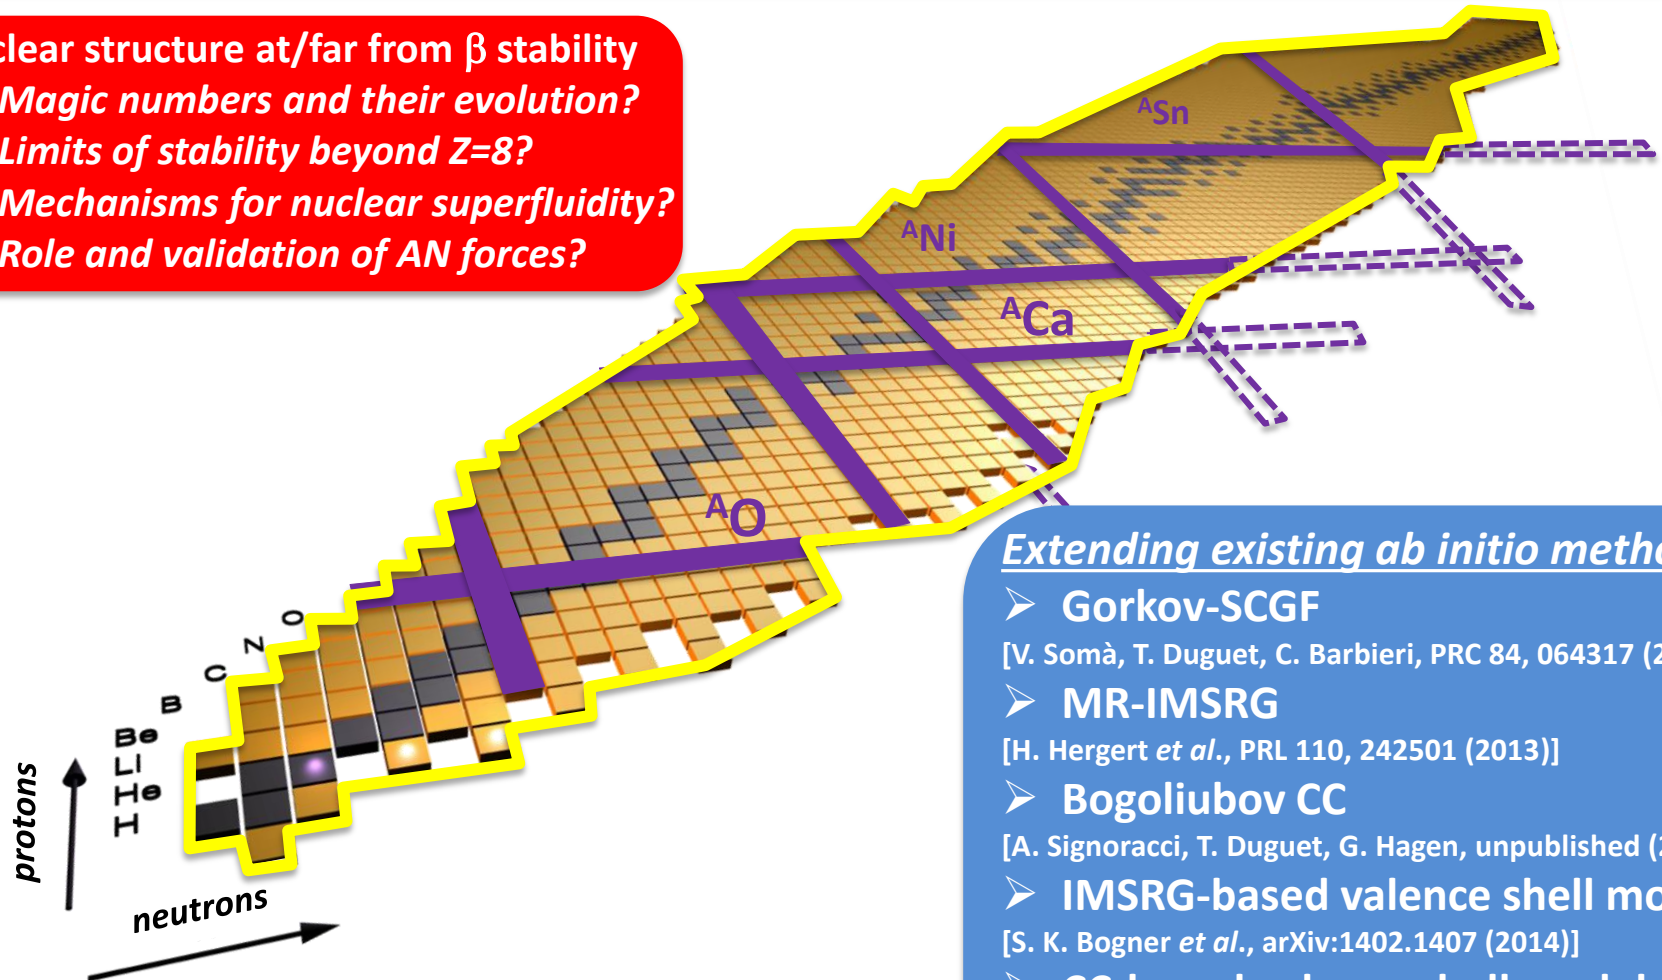 clear structure at/far from β stability
Magic numbers and their evolution?
Limits of stability beyond Z=8?
Mechanisms for nuclear superfluidity?
Role and validation of AN forces?
ASn
ANi
ACa
AO
O
N
C
B
Be
Li
He
H
protons
neutrons
Extending existing ab initio metho
➢ Gorkov-SCGF
[V. Somà, T. Duguet, C. Barbieri, PRC 84, 064317 (2
➢ MR-IMSRG
[H. Hergert et al., PRL 110, 242501 (2013)]
➢ Bogoliubov CC
[A. Signoracci, T. Duguet, G. Hagen, unpublished (2
➢ IMSRG-based valence shell mo
[S. K. Bogner et al., arXiv:1402.1407 (2014)]